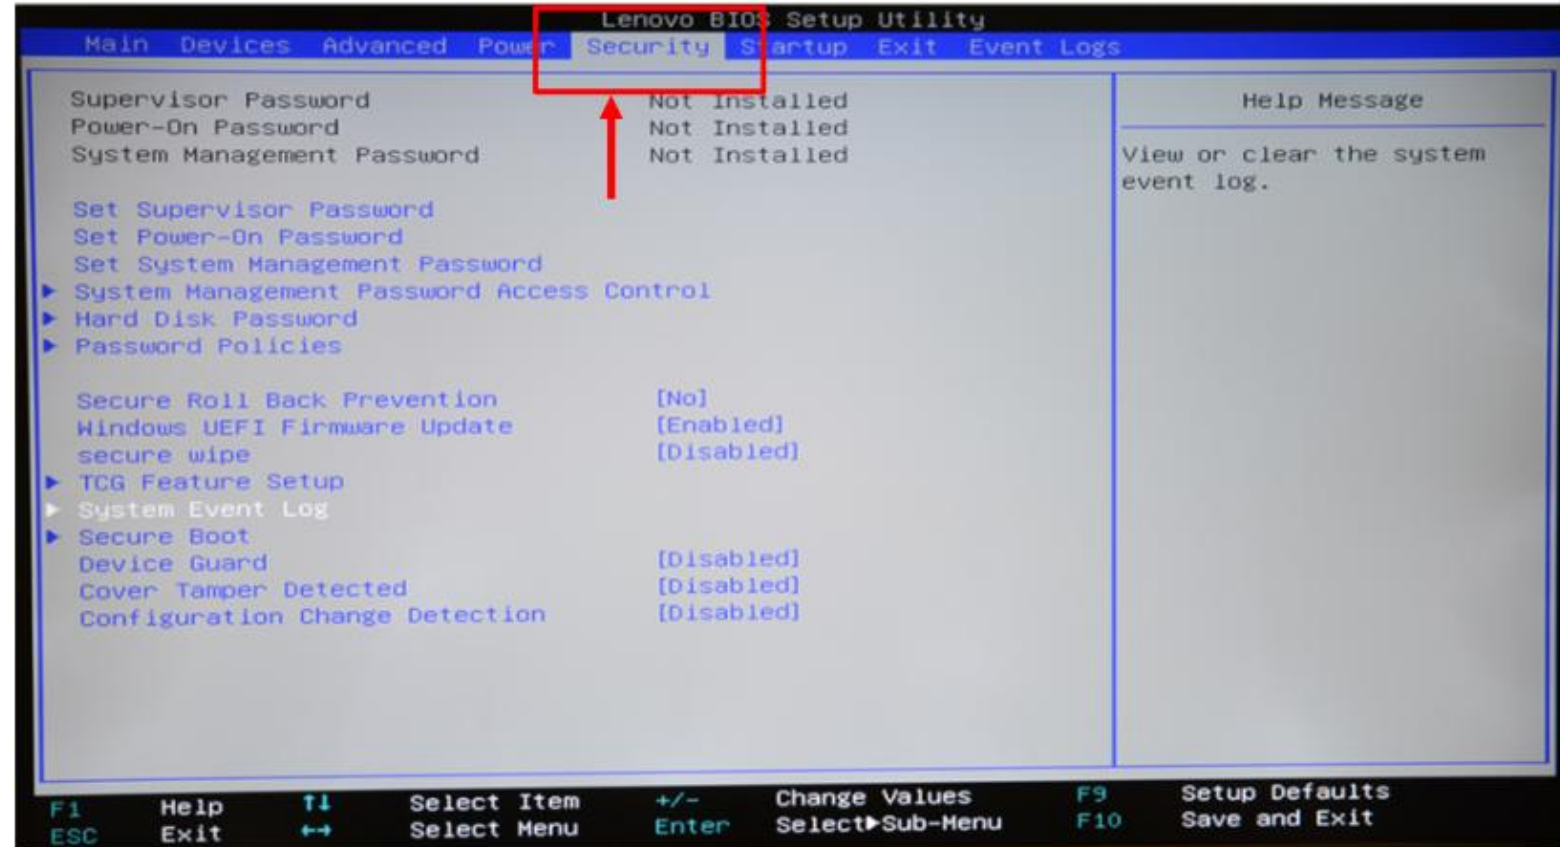 Lenovo BIOS Setup Utility
Main Devices Advanced Power Security Startup Exit Event Logs
Supervisor Password Not Installed
Power-On Password Not Installed
System Management Password Not Installed
Set Supervisor Password
Set Power-On Password
Set System Management Password
▶ System Management Password Access Control
▶ Hard Disk Password
▶ Password Policies
Secure Roll Back Prevention [No]
Windows UEFI Firmware Update [Enabled]
secure wipe [Disabled]
▶ TCG Feature Setup
▶ System Event Log
▶ Secure Boot
Device Guard [Disabled]
Cover Tamper Detected [Disabled]
Configuration Change Detection [Disabled]
Help Message
View or clear the system
event log.
F1 Help ↑↓ Select Item +/- Change Values F9 Setup Defaults
ESC Exit ←→ Select Menu Enter Select▶Sub-Menu F10 Save and Exit